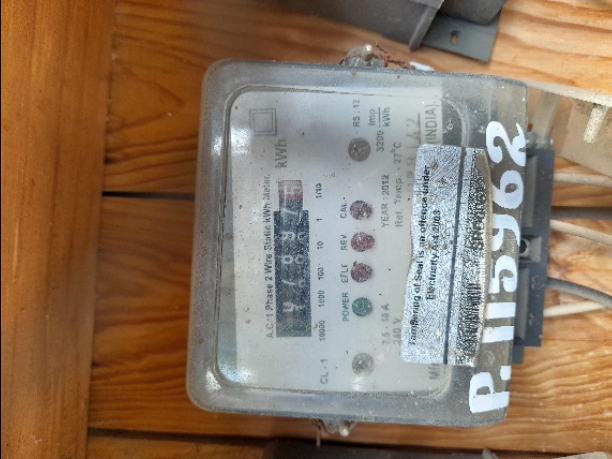 A.C. 1 Phase 2 Wire Static kWh Meter.
kWh
10000 1000 100 10 1 1/10
POWER E/LT REV CAL
RS : 12
3200 Imp/kWh
CL - 1
240 V
YEAR : 2012
Ref. Temp. : 27°C
(INDIA)
Tampering of Seal is an offence under
Electricity Act 2003
P. 115962